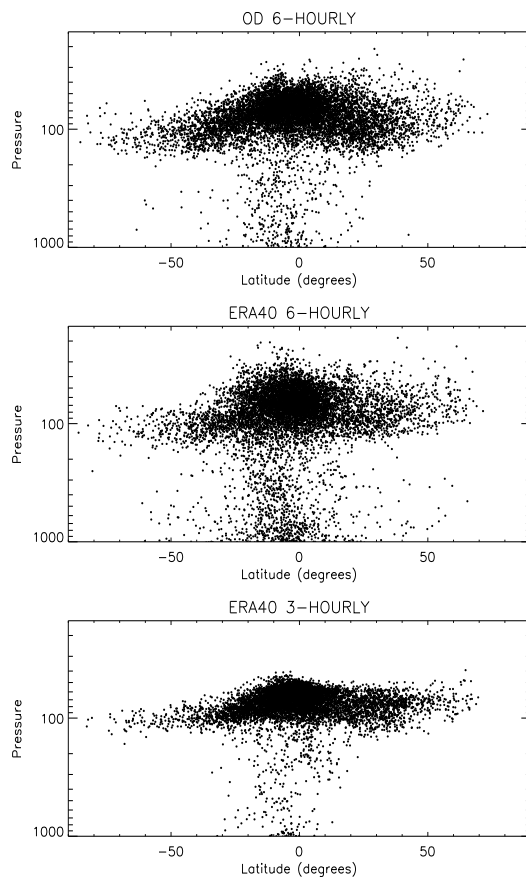 OD 6-HOURLY
Pressure
100
1000
-50 0 50
Latitude (degrees)
ERA40 6-HOURLY
Pressure
100
1000
-50 0 50
Latitude (degrees)
ERA40 3-HOURLY
Pressure
100
1000
-50 0 50
Latitude (degrees)